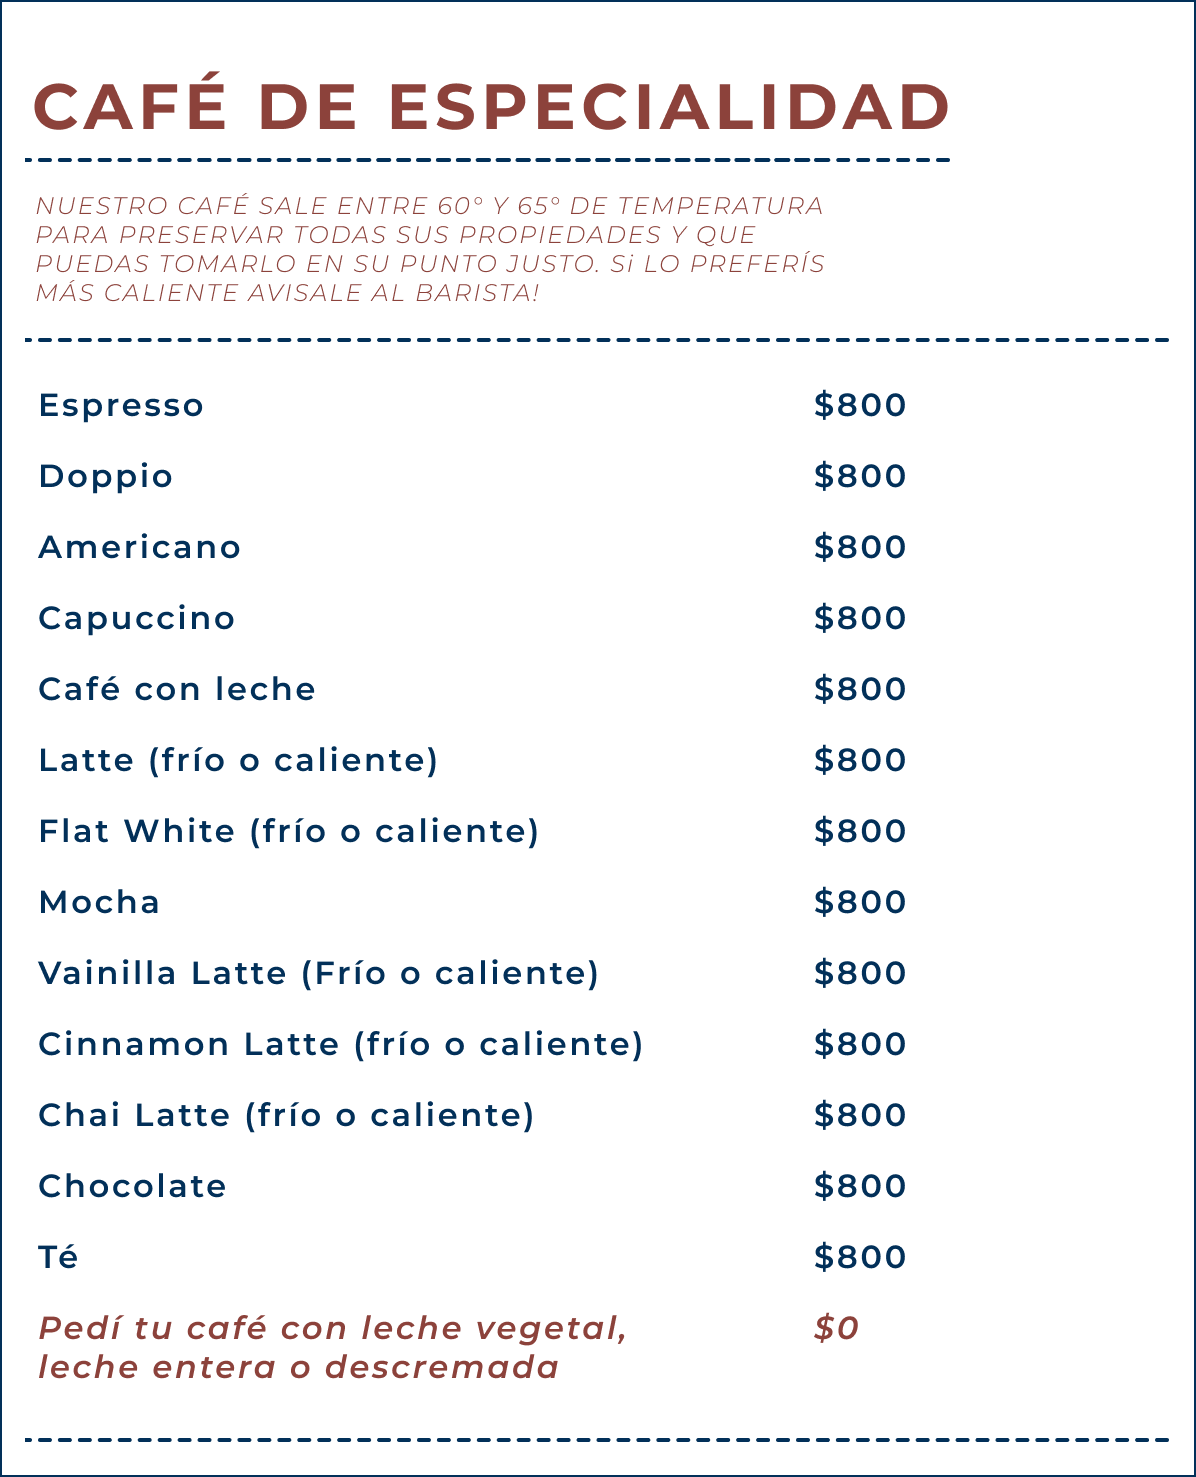 CAFÉ DE ESPECIALIDAD
NUESTRO CAFÉ SALE ENTRE 60° Y 65° DE TEMPERATURA
PARA PRESERVAR TODAS SUS PROPIEDADES Y QUE
PUEDAS TOMARLO EN SU PUNTO JUSTO. Si LO PREFERÍS
MÁS CALIENTE AVISALE AL BARISTA!
Espresso $800
Doppio $800
Americano $800
Capuccino $800
Café con leche $800
Latte (frío o caliente) $800
Flat White (frío o caliente) $800
Mocha $800
Vainilla Latte (Frío o caliente) $800
Cinnamon Latte (frío o caliente) $800
Chai Latte (frío o caliente) $800
Chocolate $800
Té $800
Pedí tu café con leche vegetal, $0
leche entera o descremada